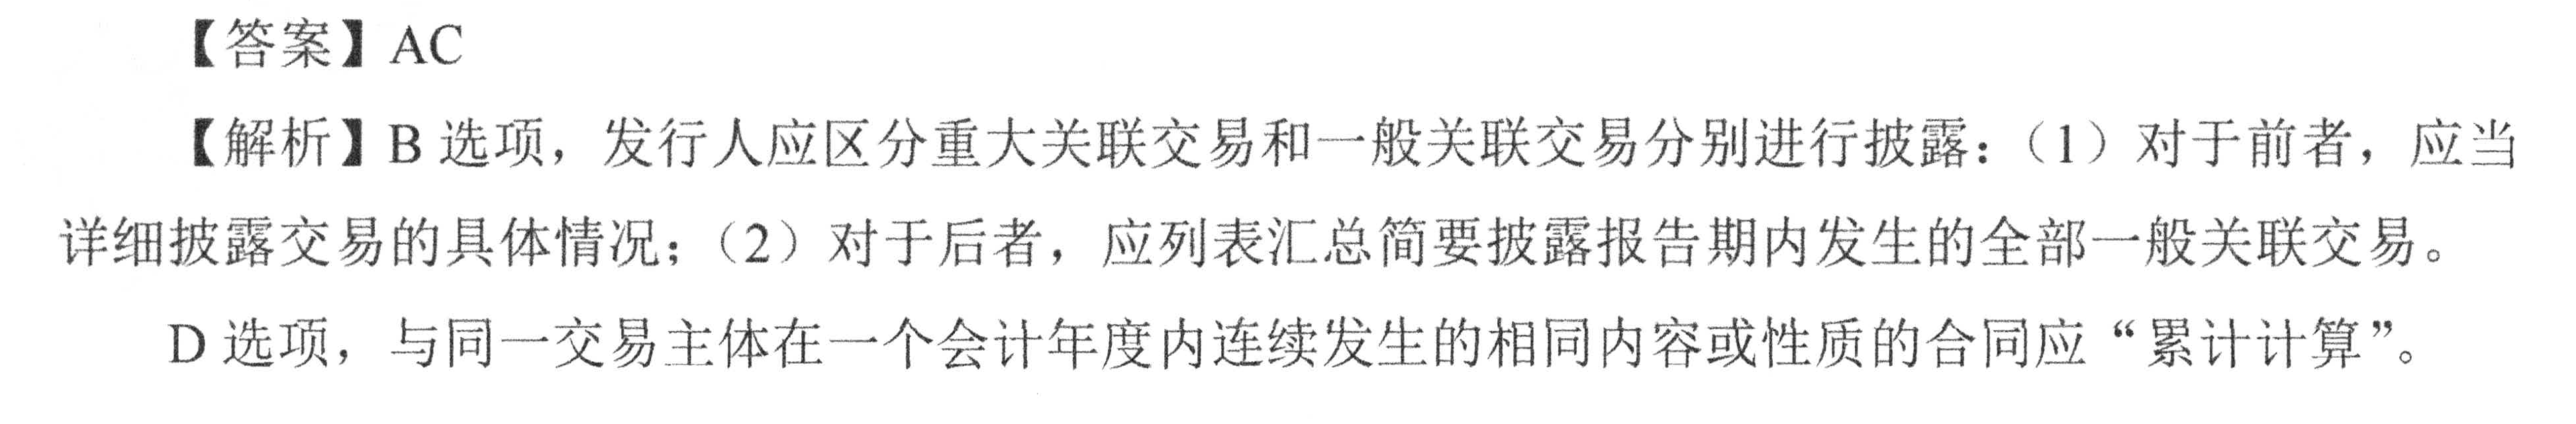 【答案】AC
【解析】B 选项，发行人应区分重大关联交易和一般关联交易分别进行披露：（1）对于前者，应当
详细披露交易的具体情况；（2）对于后者，应列表汇总简要披露报告期内发生的全部一般关联交易。
D 选项，与同一交易主体在一个会计年度内连续发生的相同内容或性质的合同应“累计计算”。